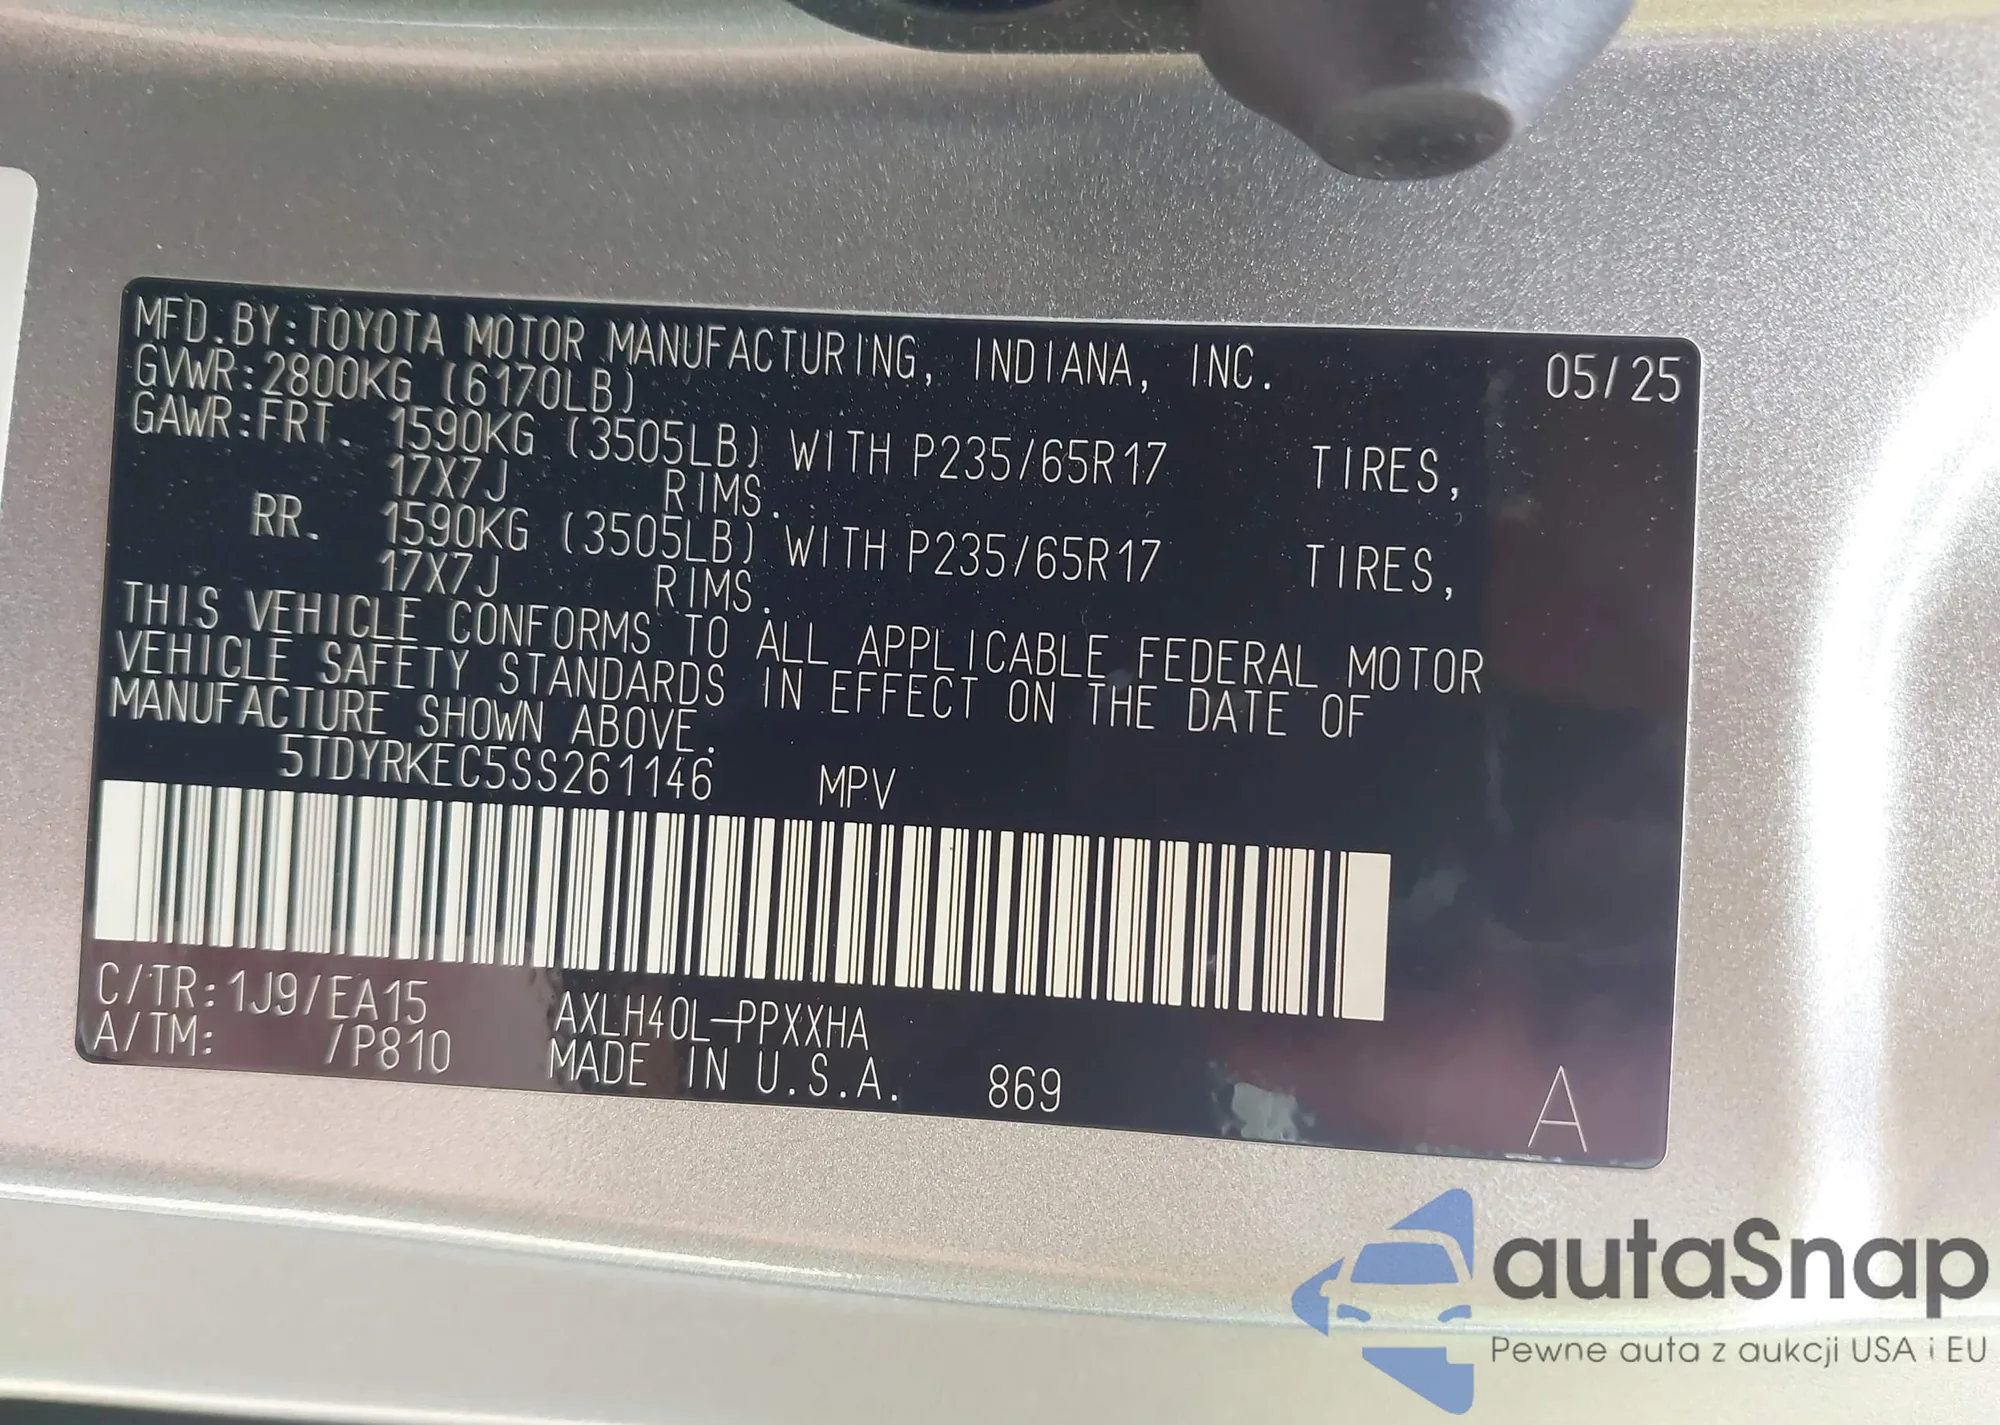 MFD.BY:TOYOTA MOTOR MANUFACTURING, INDIANA, INC. 05/25
GVWR:2800KG (6170LB)
GAWR:FRT. 1590KG (3505LB) WITH P235/65R17 TIRES,
17X7J RIMS.
RR. 1590KG (3505LB) WITH P235/65R17 TIRES,
17X7J RIMS.
THIS VEHICLE CONFORMS TO ALL APPLICABLE FEDERAL MOTOR
VEHICLE SAFETY STANDARDS IN EFFECT ON THE DATE OF
MANUFACTURE SHOWN ABOVE.
5TDYRKEC5SS261146 MPV
C/TR:1J9/EA15 AXLH40L-PPXXHA
A/TM: /P810 MADE IN U.S.A. 869 A
autaSnap
Pewne auta z aukcji USA i EU